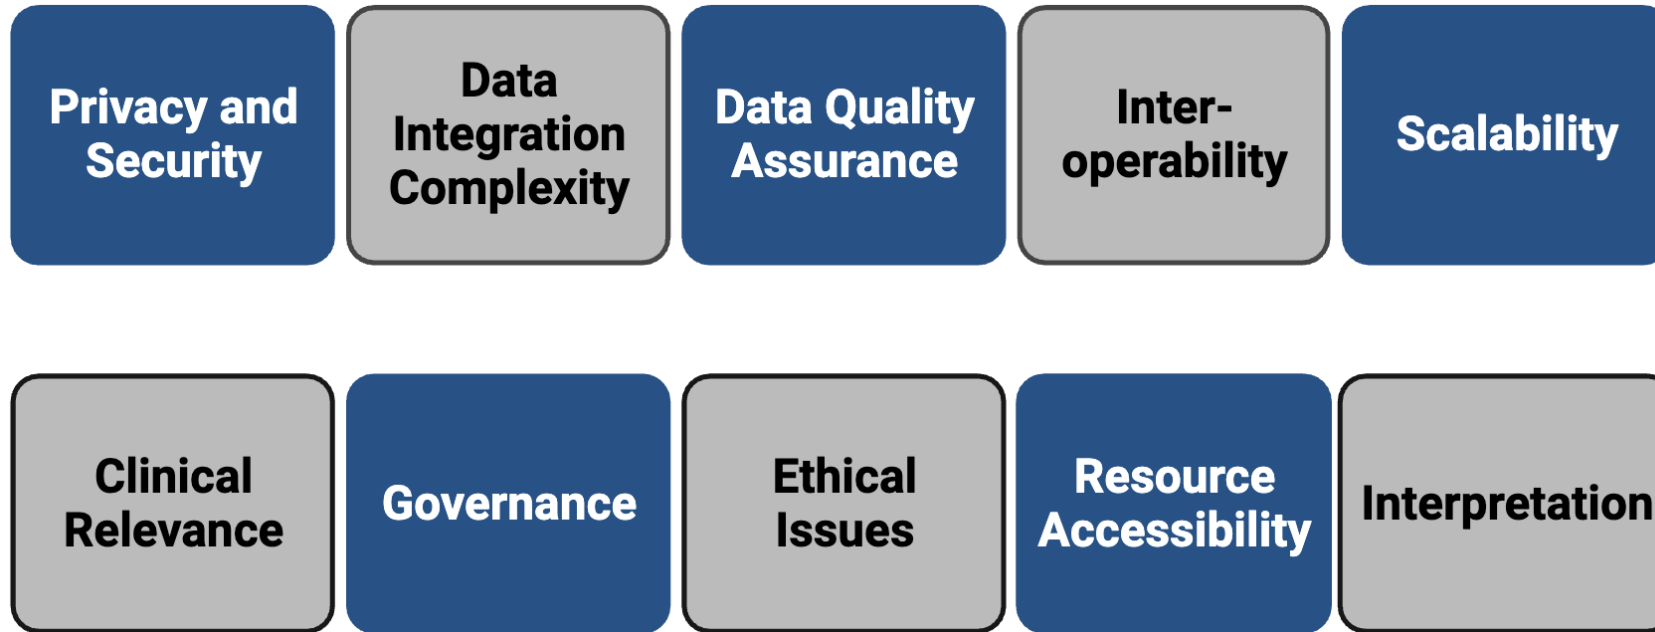 Privacy and
Security
Data
Integration
Complexity
Data Quality
Assurance
Inter-
operability
Scalability
Clinical
Relevance
Governance
Ethical
Issues
Resource
Accessibility
Interpretation